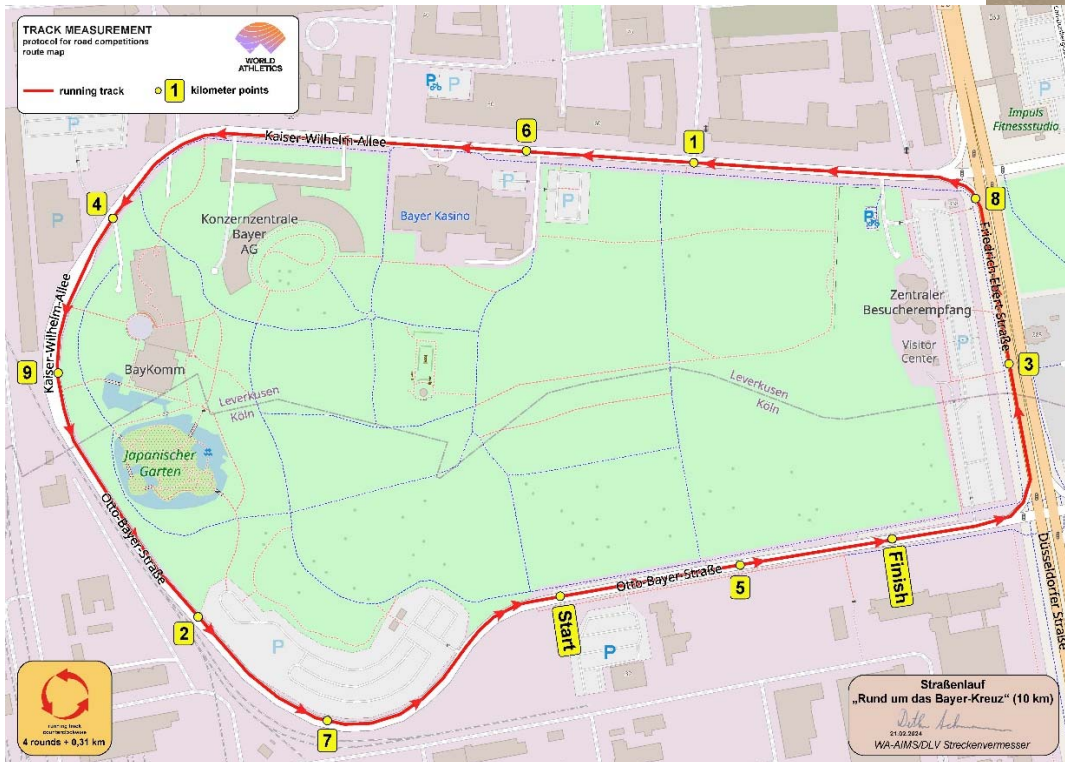 TRACK MEASUREMENT
protocol for road competitions
route map
WORLD
ATHLETICS
running track
1 kilometer points
Impuls
Fitnessstudio
Kaiser-Wilhelm-Allee
6
1
4
8
Konzernzentrale
Bayer
AG
Bayer Kasino
Friedrich-Ebert-Straße
Zentraler
Besucherempfang
Visitor
Center
Kaiser-Wilhelm-Allee
9
3
BayKomm
Leverkusen
Köln
Leverkusen
Köln
Japanischer
Garten
Otto-Bayer-Straße
Otto-Bayer-Straße
Düsseldorfer Straße
2
Start
5
Finish
7
P
P
P
P
P
P
P
P
running track
counterclockwise
4 rounds + 0,31 km
Straßenlauf
„Rund um das Bayer-Kreuz“ (10 km)
21.02.2024
WA-AIMS/DLV Streckenvermesser